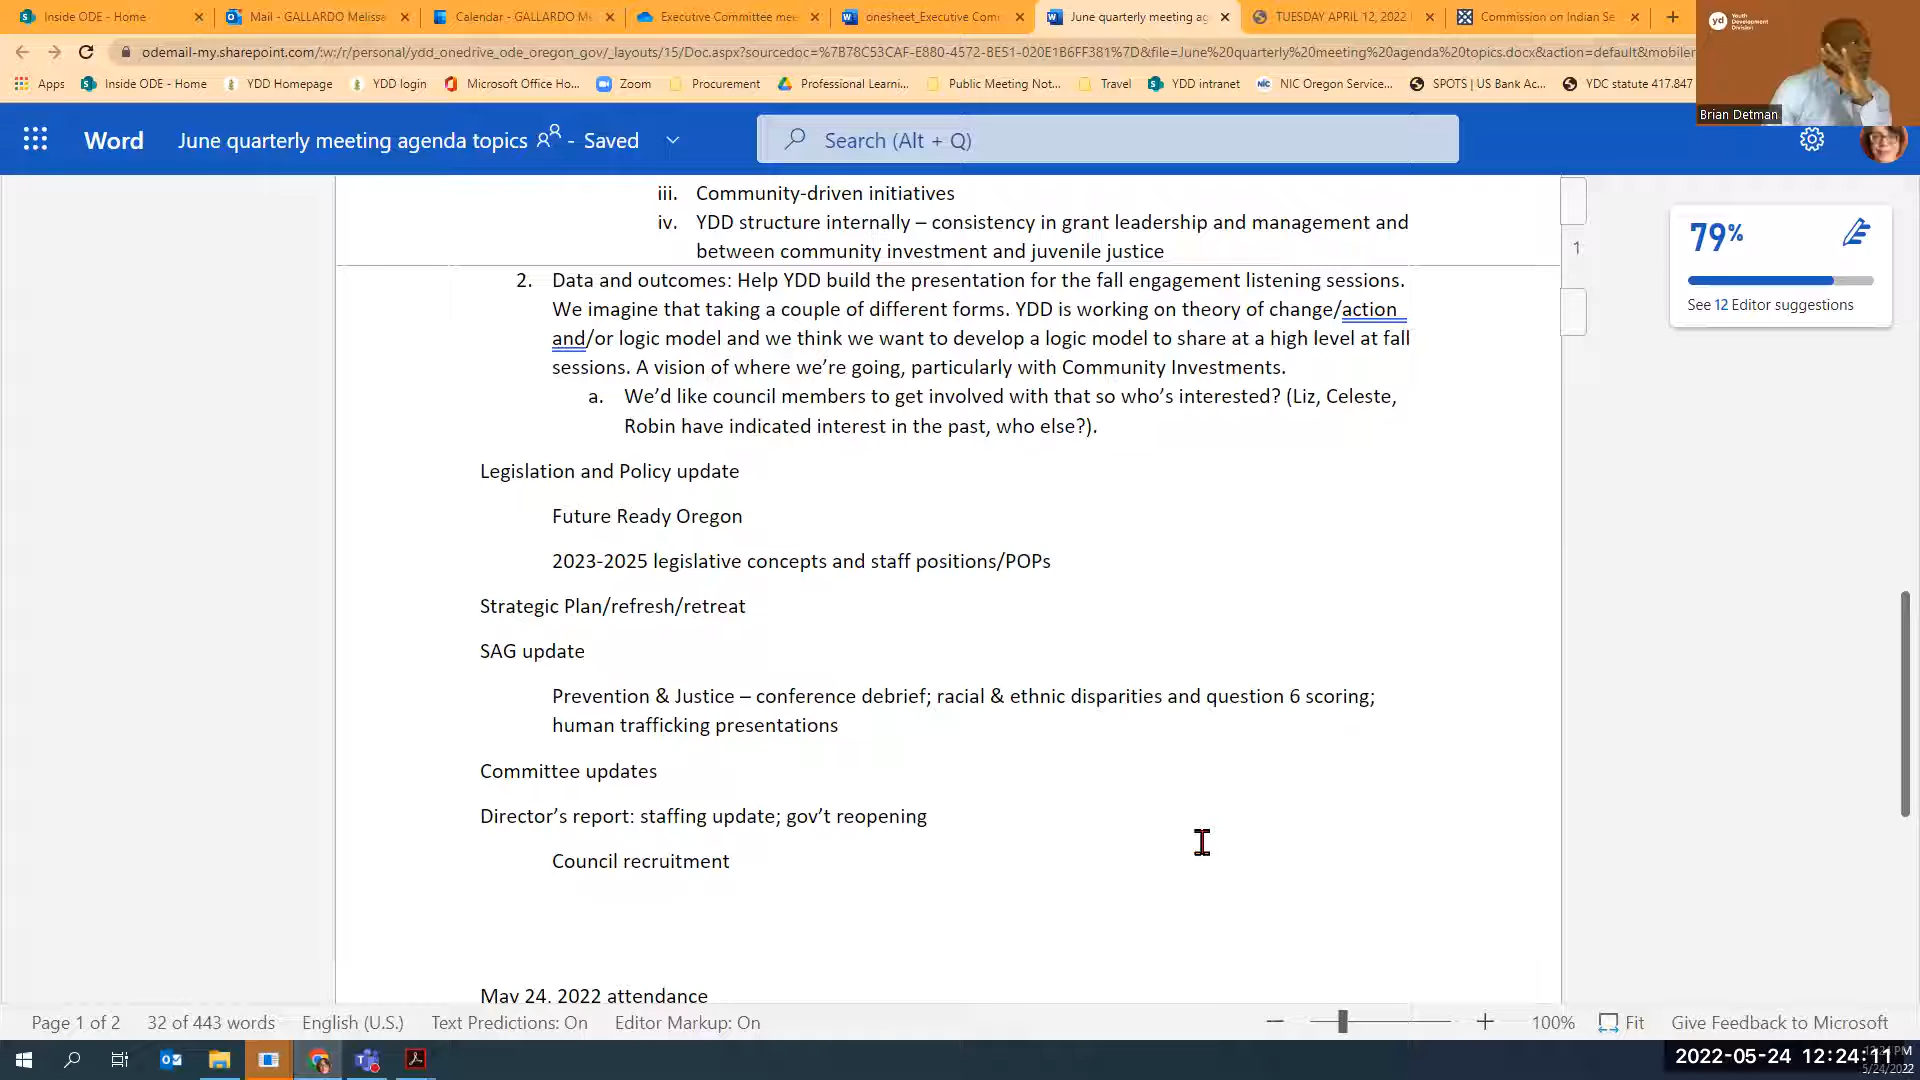 Inside ODE - Home
Mail - GALLARDO Melissa
Calendar - GALLARDO M
Executive Committee mee
onesheet_Executive Com
June quarterly meeting ag
TUESDAY APRIL 12, 2022
Commission on Indian Se
yd Youth Development Division
odemail-my.sharepoint.com/:w:/r/personal/ydd_onedrive_ode_oregon_gov/_layouts/15/Doc.aspx?sourcedoc=%7B78C53CAF-E880-4572-BE51-020E1B6FF381%7D&file=June%20quarterly%20meeting%20agenda%20topics.docx&action=default&mobiler
Apps
Inside ODE - Home
YDD Homepage
YDD login
Microsoft Office Ho...
Zoom
Procurement
Professional Learni...
Public Meeting Not...
Travel
YDD intranet
NIC Oregon Service...
SPOTS | US Bank Ac...
YDC statute 417.847
Brian Detman
Word
June quarterly meeting agenda topics - Saved
Search (Alt + Q)
iii. Community-driven initiatives
iv. YDD structure internally – consistency in grant leadership and management and
between community investment and juvenile justice
1
79%
See 12 Editor suggestions
2. Data and outcomes: Help YDD build the presentation for the fall engagement listening sessions.
We imagine that taking a couple of different forms. YDD is working on theory of change/action
and/or logic model and we think we want to develop a logic model to share at a high level at fall
sessions. A vision of where we’re going, particularly with Community Investments.
a. We’d like council members to get involved with that so who’s interested? (Liz, Celeste,
Robin have indicated interest in the past, who else?).
Legislation and Policy update
Future Ready Oregon
2023-2025 legislative concepts and staff positions/POPs
Strategic Plan/refresh/retreat
SAG update
Prevention & Justice – conference debrief; racial & ethnic disparities and question 6 scoring;
human trafficking presentations
Committee updates
Director’s report: staffing update; gov’t reopening
Council recruitment
May 24, 2022 attendance
Page 1 of 2
32 of 443 words
English (U.S.)
Text Predictions: On
Editor Markup: On
100%
Fit
Give Feedback to Microsoft
2022-05-24 12:24:11
5/24/2022